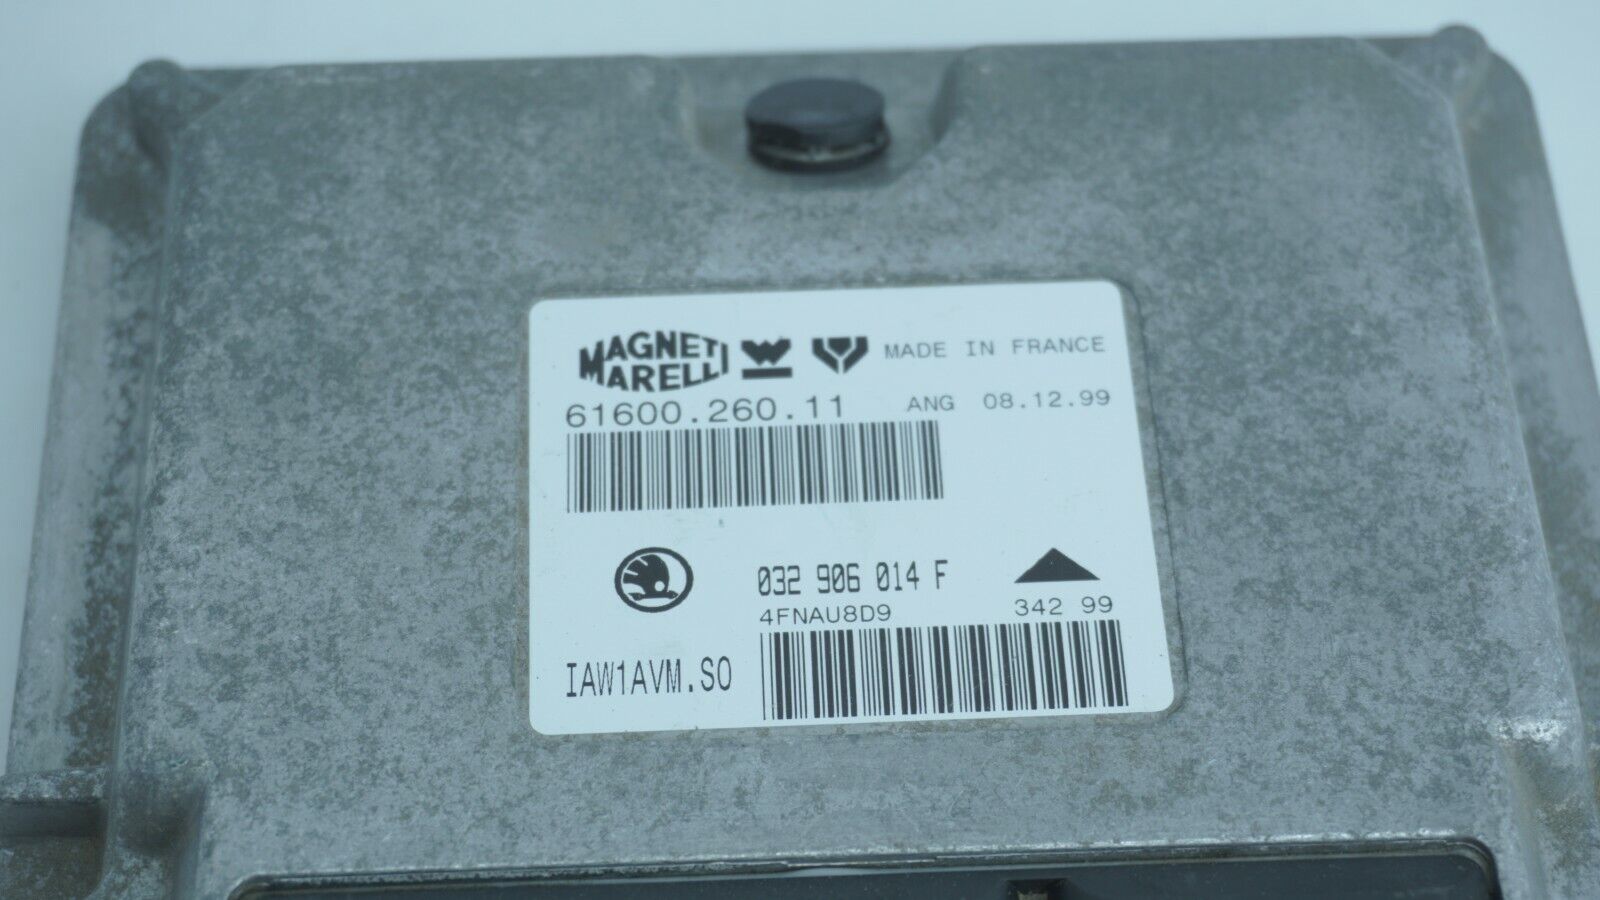 MAGNETI MARELLI MADE IN FRANCE
61600.260.11 ANG 08.12.99
032 906 014 F
4FNAU8D9 342 99
IAW1AVM.S0